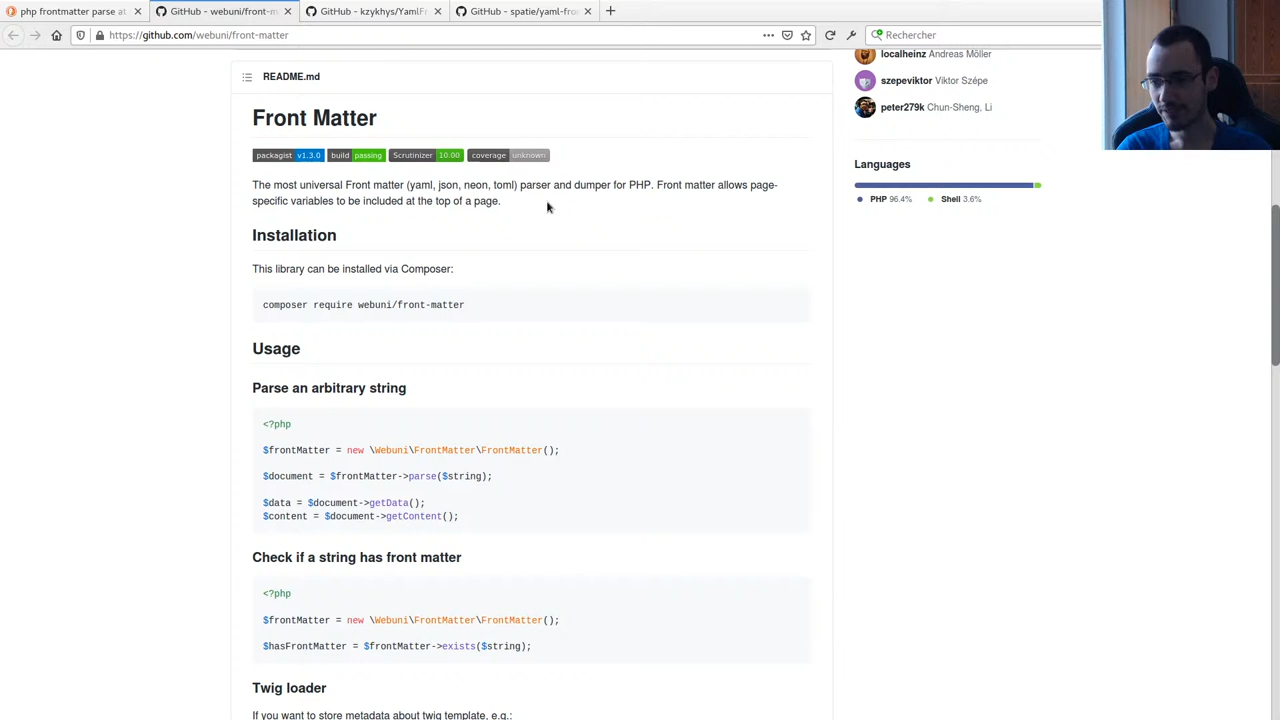 php frontmatter parse at
GitHub - webuni/front-m
GitHub - kzykhys/YamlFr
GitHub - spatie/yaml-fro
https://github.com/webuni/front-matter
Rechercher
README.md
Front Matter
packagist v1.3.0 build passing Scrutinizer 10.00 coverage unknown
The most universal Front matter (yaml, json, neon, toml) parser and dumper for PHP. Front matter allows page-
specific variables to be included at the top of a page.
Installation
This library can be installed via Composer:
composer require webuni/front-matter
Usage
Parse an arbitrary string
<?php
$frontMatter = new \Webuni\FrontMatter\FrontMatter();
$document = $frontMatter->parse($string);
$data = $document->getData();
$content = $document->getContent();
Check if a string has front matter
<?php
$frontMatter = new \Webuni\FrontMatter\FrontMatter();
$hasFrontMatter = $frontMatter->exists($string);
Twig loader
If you want to store metadata about twig template, e.g.:
localheinz Andreas Möller
szepeviktor Viktor Szépe
peter279k Chun-Sheng, Li
Languages
PHP 96.4% Shell 3.6%